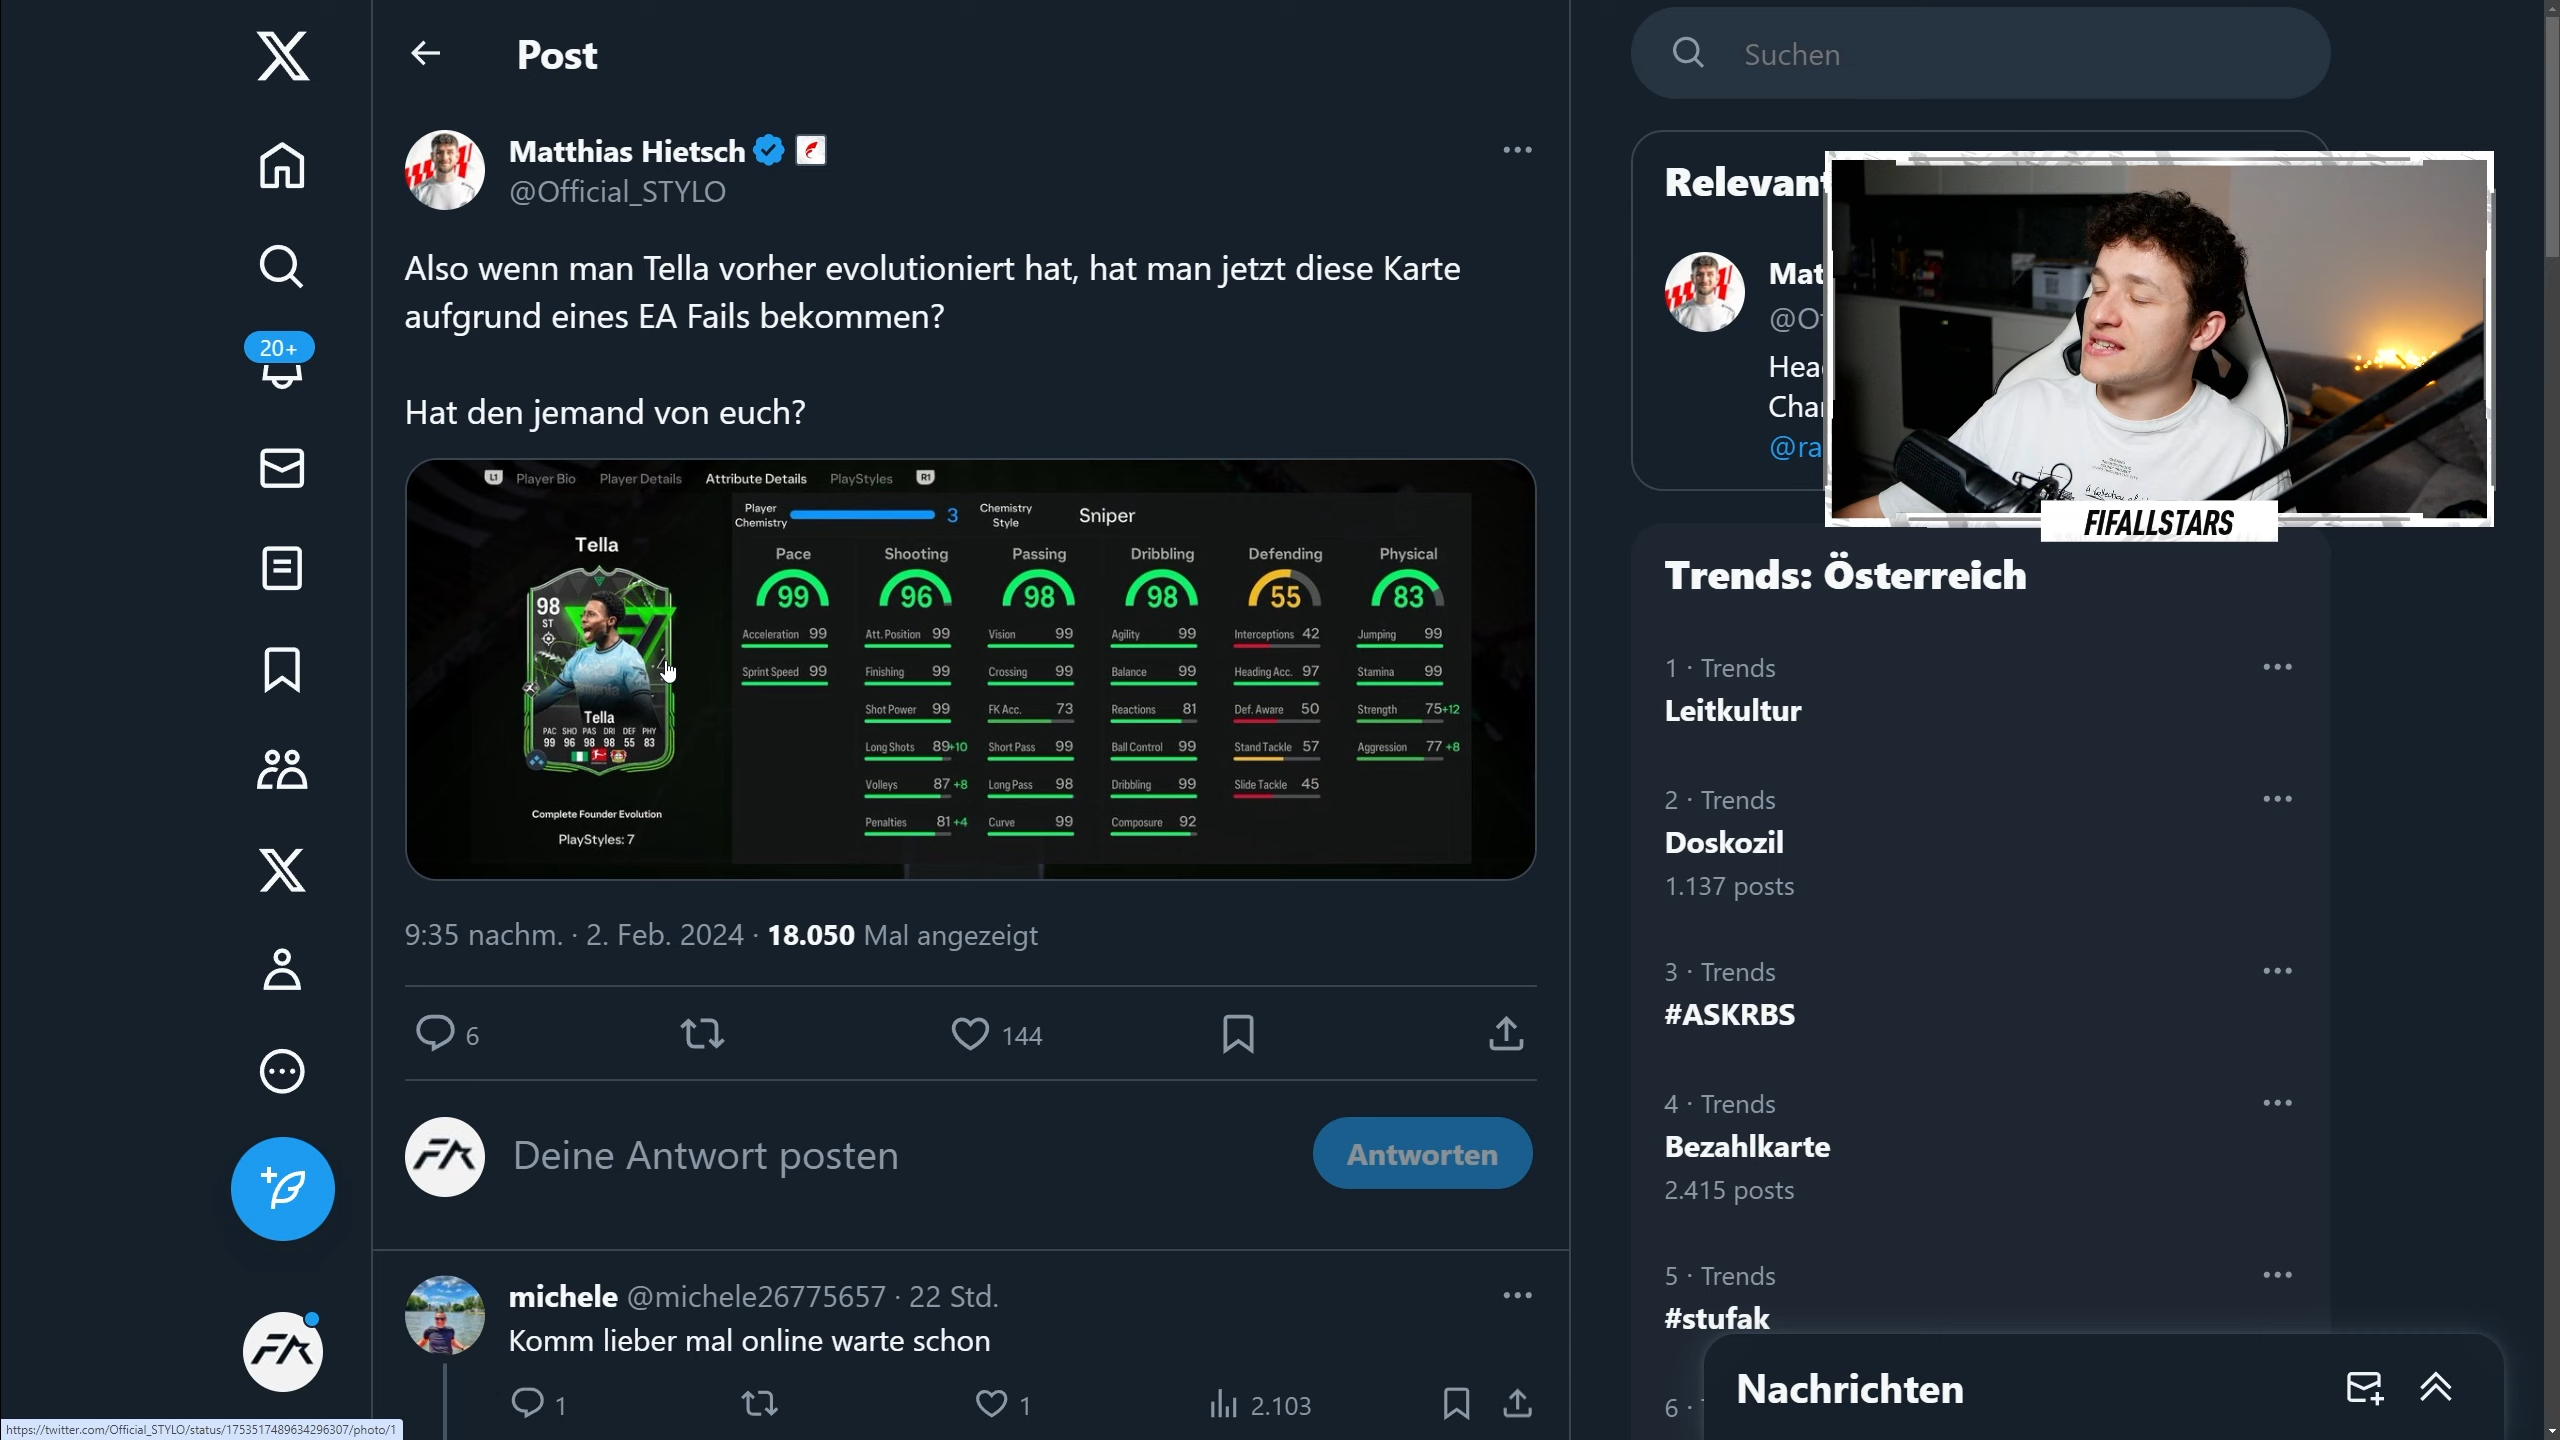 Post
Matthias Hietsch
@Official_STYLO
Also wenn man Tella vorher evolutioniert hat, hat man jetzt diese Karte
aufgrund eines EA Fails bekommen?
Hat den jemand von euch?
L1 Player Bio Player Details Attribute Details PlayStyles R1
Player Chemistry 3 Chemistry Style Sniper
Tella
98
ST
Tella
PAC SHO PAS DRI DEF PHY
99 96 98 98 55 83
Complete Founder Evolution
PlayStyles: 7
Pace Shooting Passing Dribbling Defending Physical
99 96 98 98 55 83
Acceleration 99 Att. Position 99 Vision 99 Agility 99 Interceptions 42 Jumping 99
Sprint Speed 99 Finishing 99 Crossing 99 Balance 99 Heading Acc. 97 Stamina 99
Shot Power 99 FK Acc. 73 Reactions 81 Def. Aware 50 Strength 75+12
Long Shots 89+10 Short Pass 99 Ball Control 99 Stand Tackle 57 Aggression 77 +8
Volleys 87 +8 Long Pass 98 Dribbling 99 Slide Tackle 45
Penalties 81 +4 Curve 99 Composure 92
9:35 nachm. · 2. Feb. 2024 · 18.050 Mal angezeigt
6 144
FA Deine Antwort posten Antworten
michele @michele26775657 · 22 Std.
Komm lieber mal online warte schon
1 1 2.103
20+
FA
https://twitter.com/Official_STYLO/status/1753517489634296307/photo/1
Suchen
Relevan
Mat
@O
Hea
Cha
@ra
FIFALLSTARS
Trends: Österreich
1 · Trends
Leitkultur
2 · Trends
Doskozil
1.137 posts
3 · Trends
#ASKRBS
4 · Trends
Bezahlkarte
2.415 posts
5 · Trends
#stufak
6 ·
Nachrichten